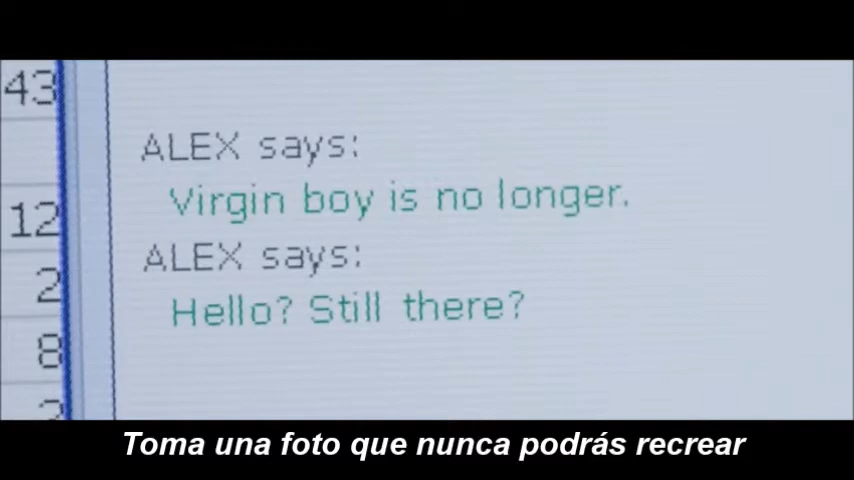 43
12
2
8
2
ALEX says:
Virgin boy is no longer.
ALEX says:
Hello? Still there?
Toma una foto que nunca podrás recrear